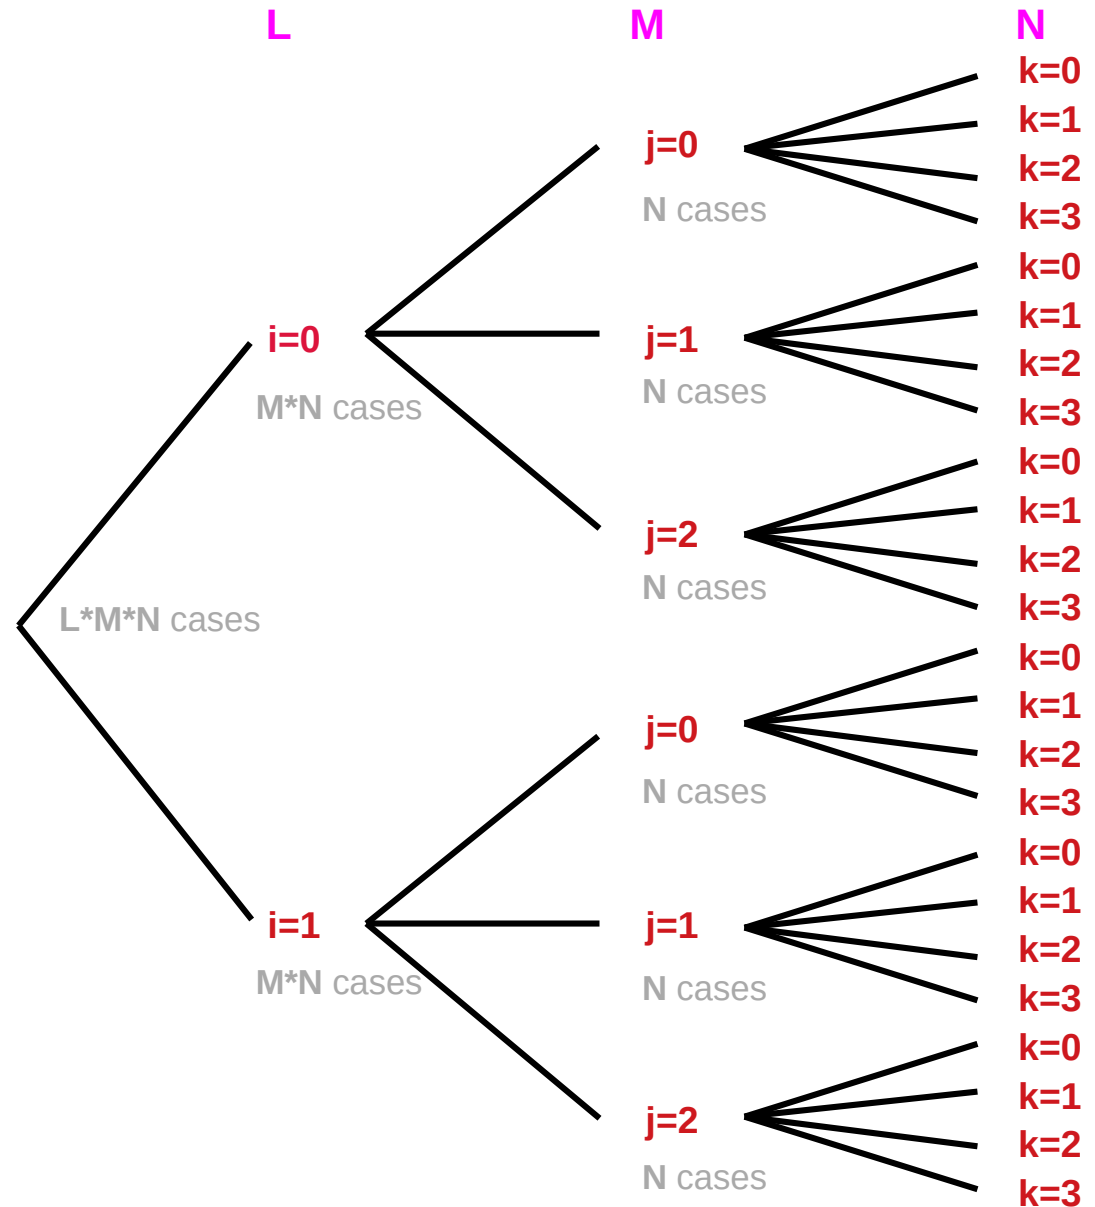 L M N
k=0
k=1
j=0
k=2
N cases
k=3
k=0
k=1
i=0
j=1
k=2
N cases
M*N cases
k=3
k=0
k=1
j=2
k=2
N cases
k=3
L*M*N cases
k=0
k=1
j=0
k=2
N cases
k=3
k=0
k=1
i=1
j=1
k=2
M*N cases
N cases
k=3
k=0
k=1
j=2
k=2
N cases
k=3